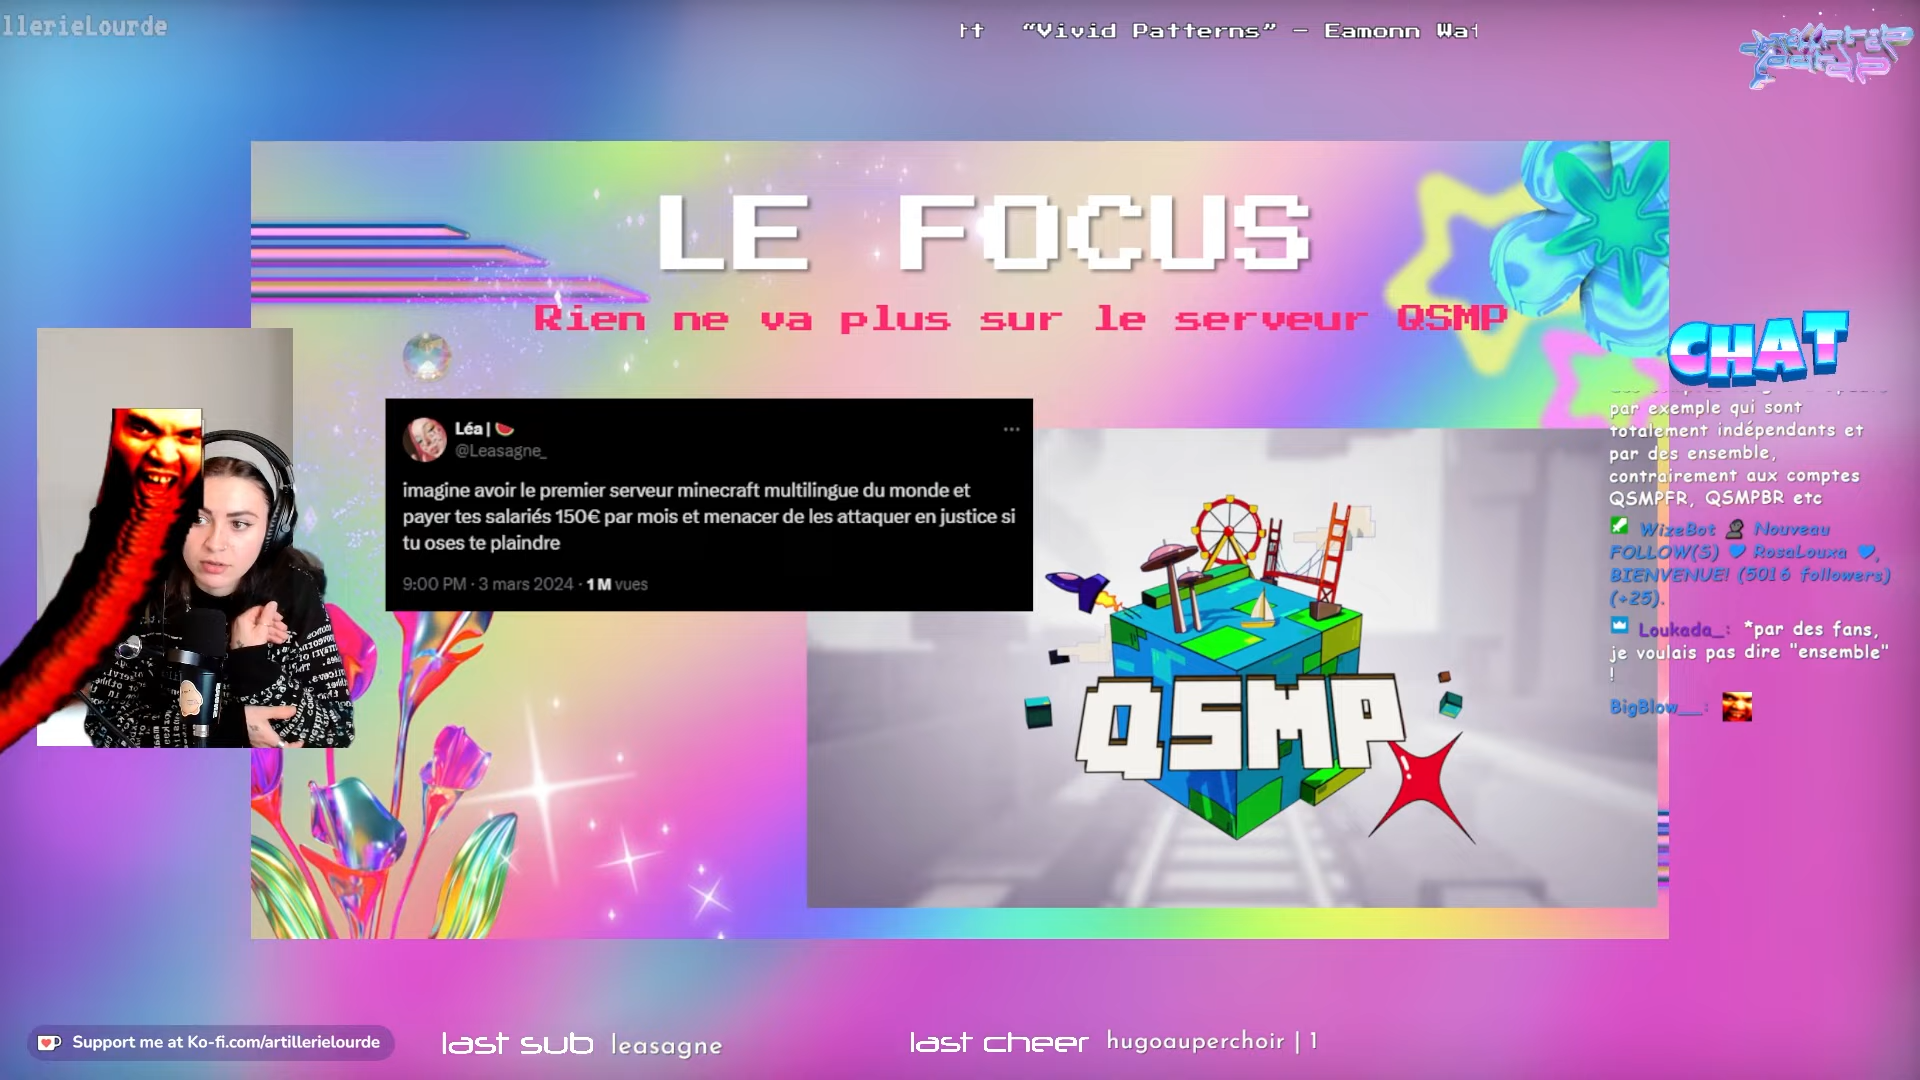 llerieLourde
"Vivid Patterns" - Eamonn
LE FOCUS
Rien ne va plus sur le serveur QSMP
Léa | 🍉
@Leasagne_
imagine avoir le premier serveur minecraft multilingue du monde et
payer tes salariés 150€ par mois et menacer de les attaquer en justice si
tu oses te plaindre
9:00 PM · 3 mars 2024 · 1 M vues
QSMP
CHAT
par exemple qui sont
totalement indépendants et
par des ensemble,
contrairement aux comptes
QSMPFR, QSMPBR etc
WizeBot 👤 Nouveau
FOLLOW(S) 💙 RosaLouxa 💙,
BIENVENUE! (5016 followers)
(+25).
Loukada_: *par des fans,
je voulais pas dire "ensemble"
!
BigBlow__:
Support me at Ko-fi.com/artillerielourde
last sub leasagne
last cheer hugoauperchoir | 1